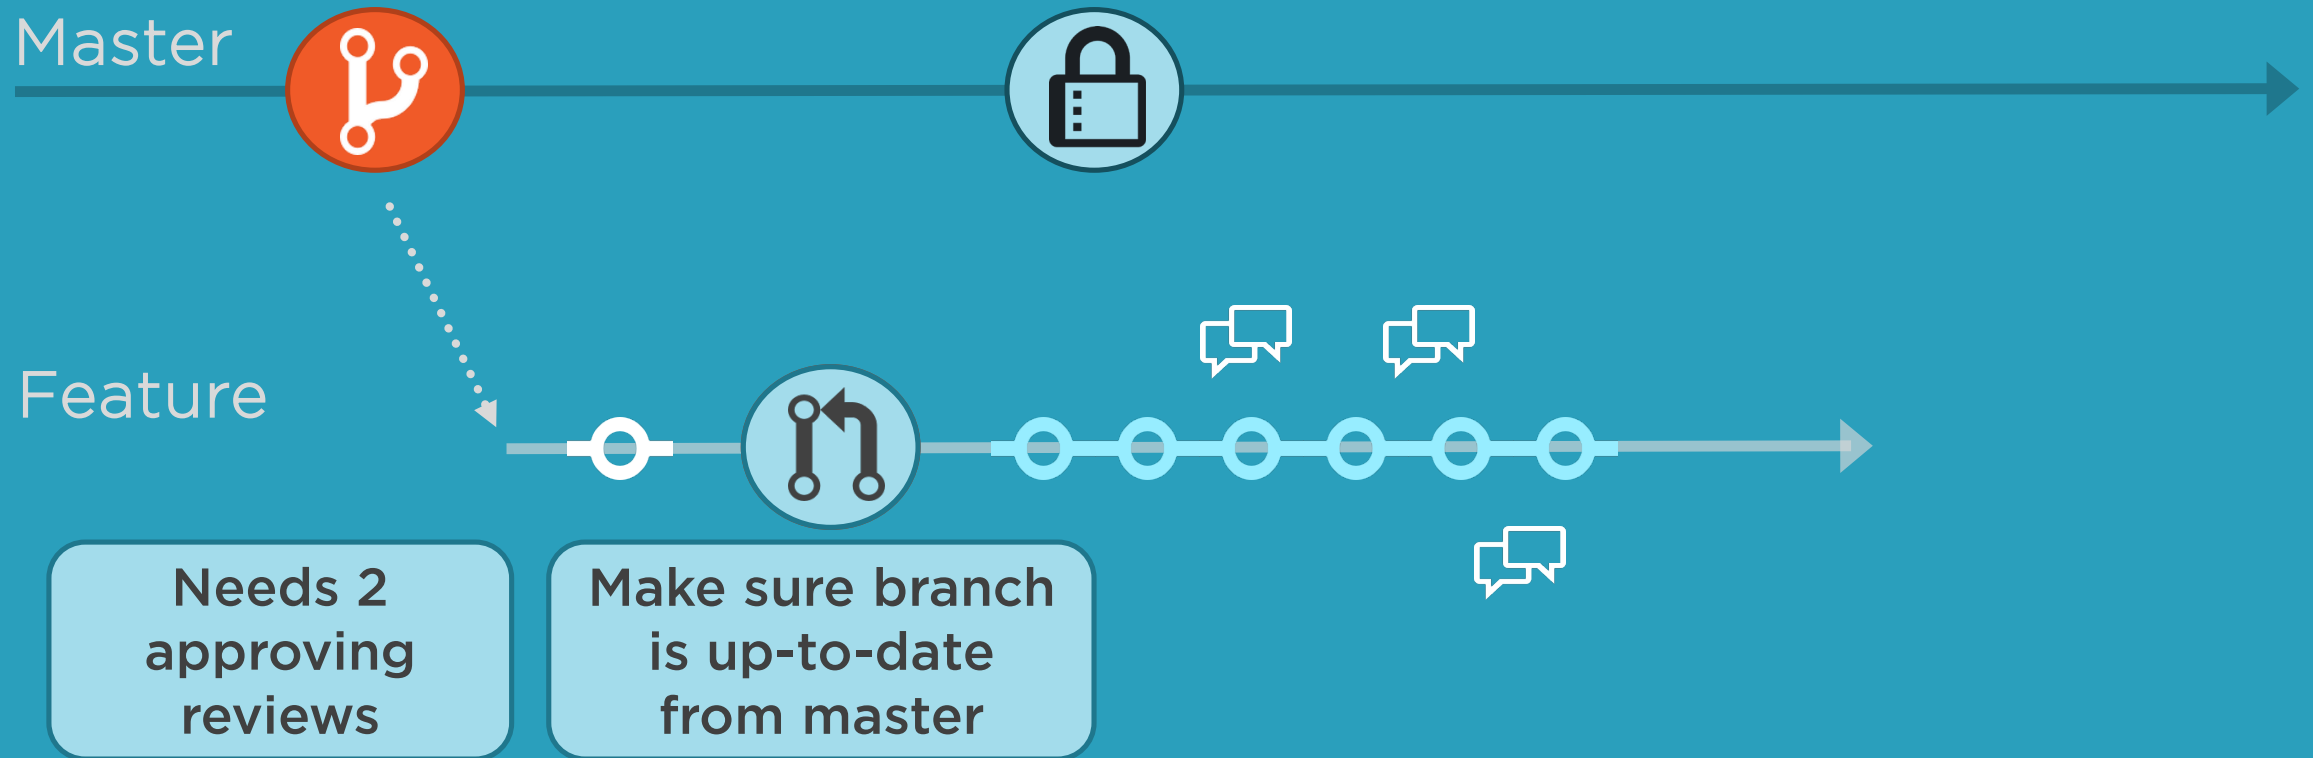 Master
Feature
Needs 2
approving
reviews
Make sure branch
is up-to-date
from master